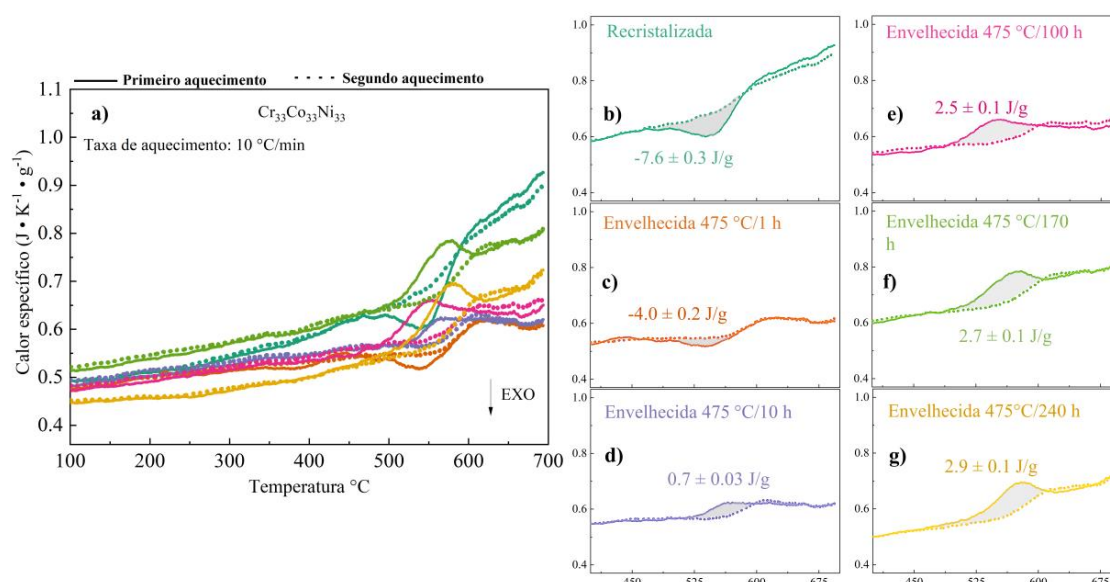 Primeiro aquecimento
Segundo aquecimento
a)
Cr₃₃Co₃₃Ni₃₃
Taxa de aquecimento: 10 °C/min
EXO
Calor específico (J • K⁻¹ • g⁻¹)
1.2
1.1
1.0
0.9
0.8
0.7
0.6
0.5
0.4
100
200
300
400
500
600
700
Temperatura °C
Recristalizada
b)
-7.6 ± 0.3 J/g
0.8
0.6
0.4
Envelhecida 475 °C/1 h
c)
-4.0 ± 0.2 J/g
1.0
0.8
0.6
0.4
Envelhecida 475 °C/10 h
d)
0.7 ± 0.03 J/g
1.0
0.8
0.6
0.4
450
525
600
675
Envelhecida 475 °C/100 h
e)
2.5 ± 0.1 J/g
1.0
0.8
0.6
0.4
Envelhecida 475 °C/170
h
f)
2.7 ± 0.1 J/g
1.0
0.8
0.6
0.4
Envelhecida 475°C/240 h
g)
2.9 ± 0.1 J/g
1.0
0.8
0.6
0.4
450
525
600
675